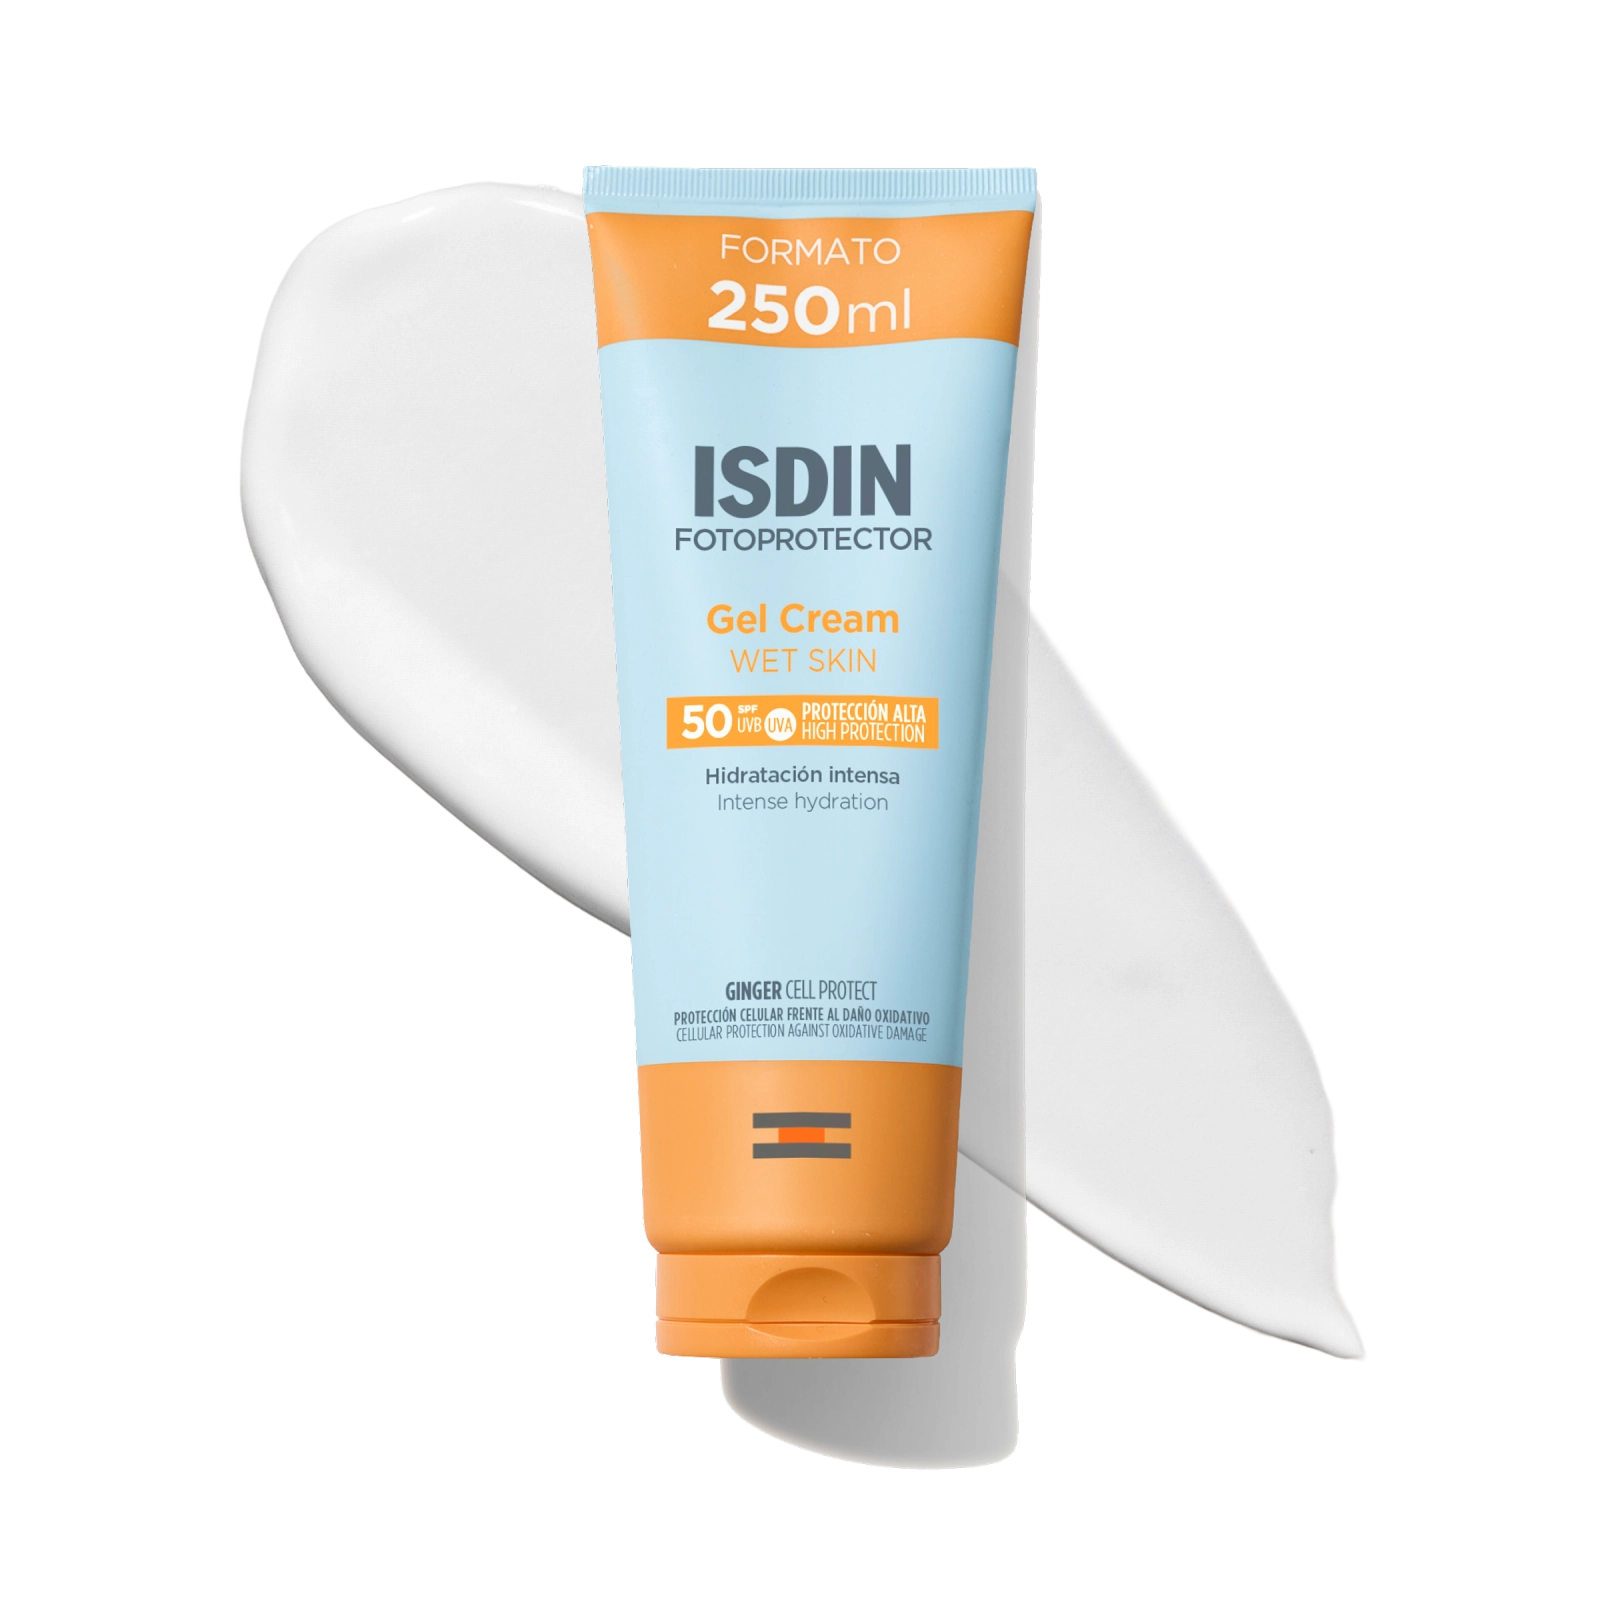 FORMATO
250ml
ISDIN
FOTOPROTECTOR
Gel Cream
WET SKIN
50 SPF UVB UVA PROTECCIÓN ALTA
HIGH PROTECTION
Hidratación intensa
Intense hydration
GINGER CELL PROTECT
PROTECCIÓN CELULAR FRENTE AL DAÑO OXIDATIVO
CELLULAR PROTECTION AGAINST OXIDATIVE DAMAGE